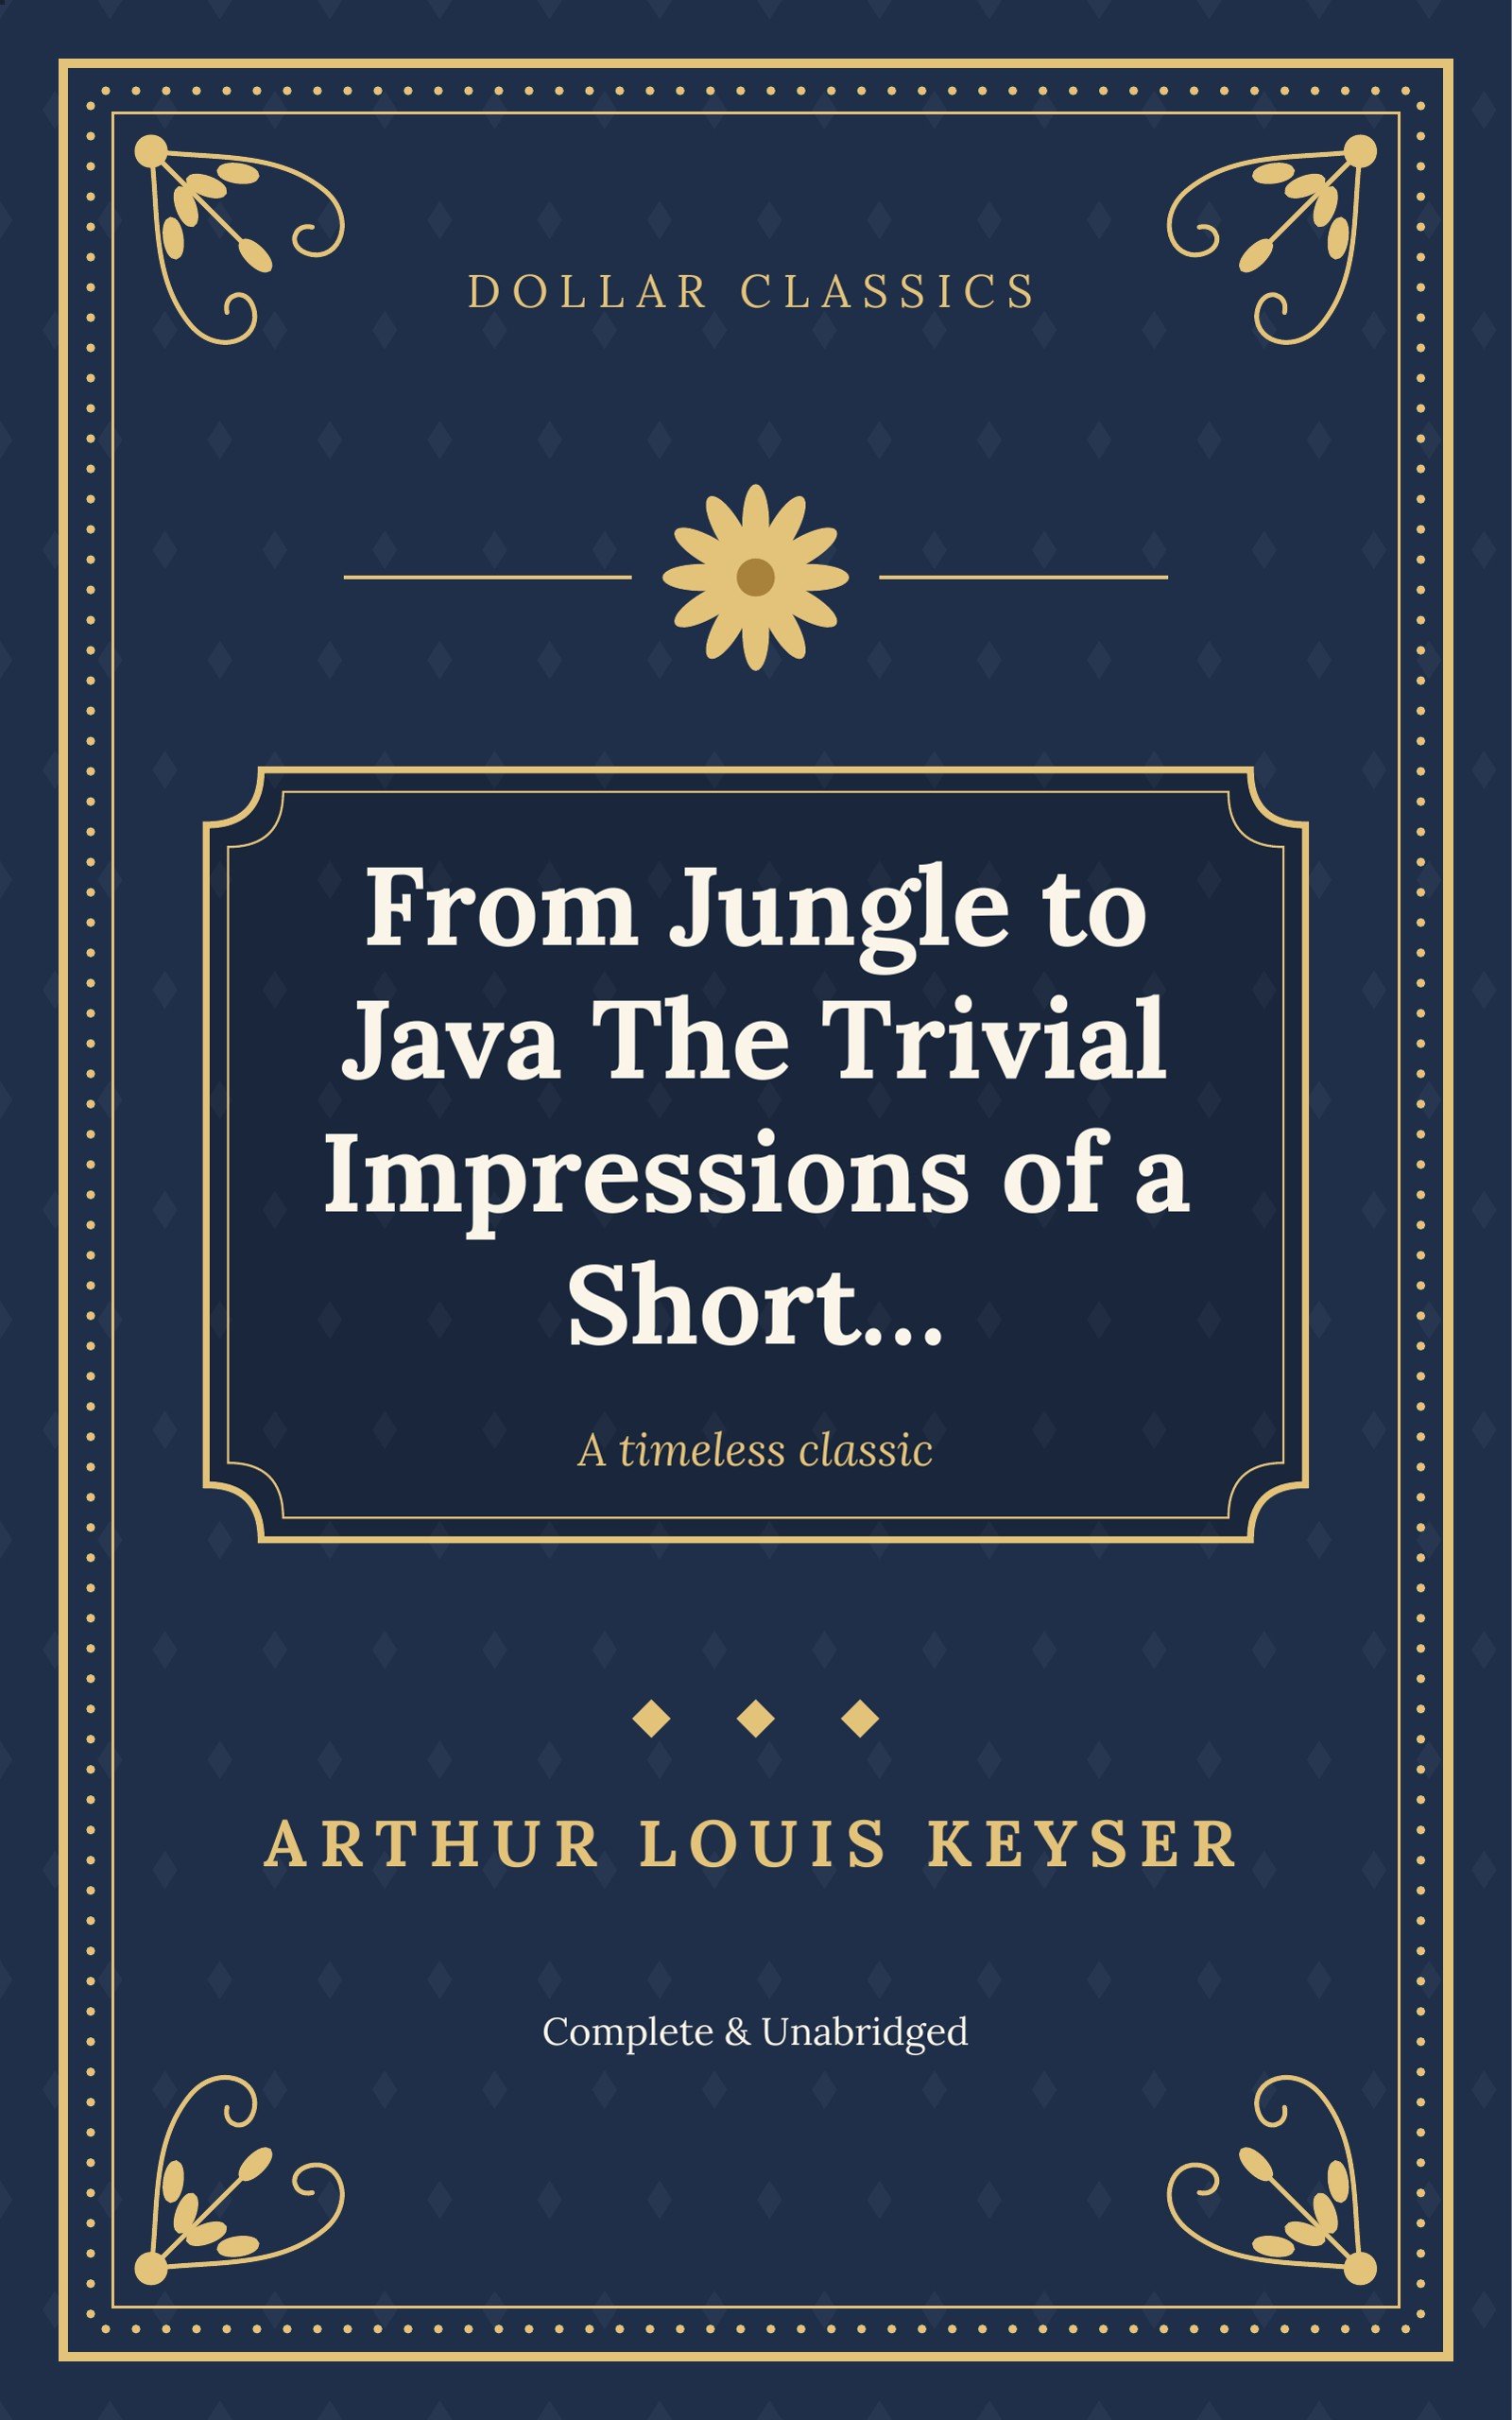 DOLLAR CLASSICS
From Jungle to
Java The Trivial
Impressions of a
Short...
A timeless classic
ARTHUR LOUIS KEYSER
Complete & Unabridged